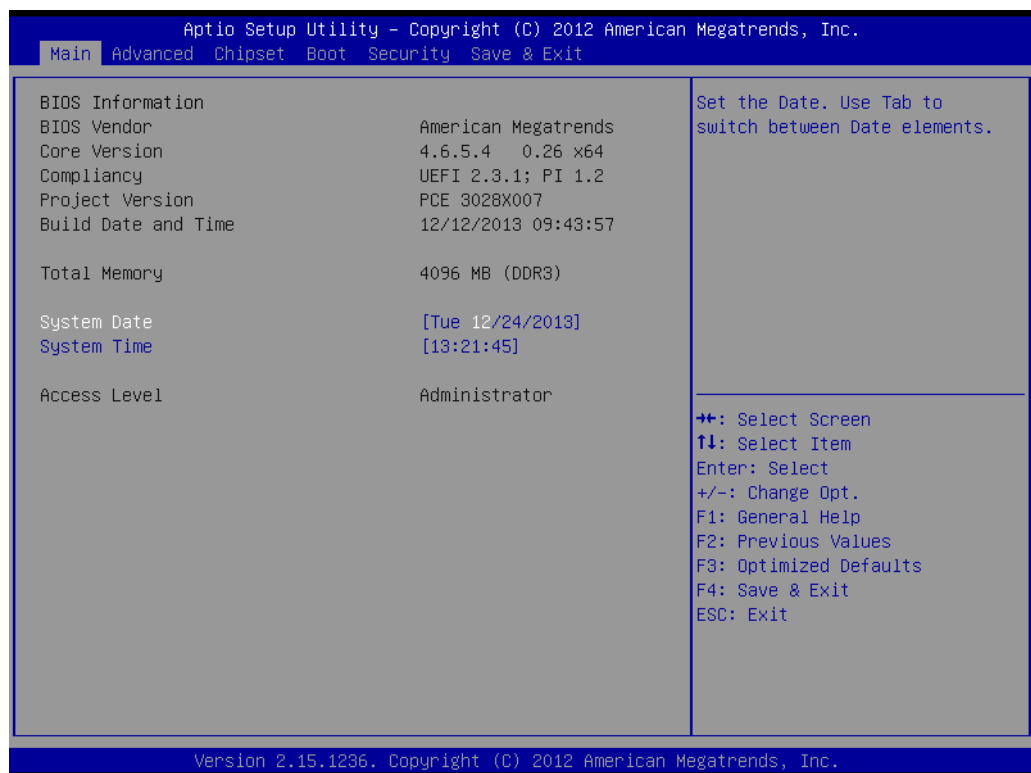 Aptio Setup Utility – Copyright (C) 2012 American Megatrends, Inc.
Main Advanced Chipset Boot Security Save & Exit
BIOS Information
BIOS Vendor American Megatrends
Core Version 4.6.5.4 0.26 x64
Compliancy UEFI 2.3.1; PI 1.2
Project Version PCE 3028X007
Build Date and Time 12/12/2013 09:43:57
Total Memory 4096 MB (DDR3)
System Date [Tue 12/24/2013]
System Time [13:21:45]
Access Level Administrator
Set the Date. Use Tab to
switch between Date elements.
→←: Select Screen
↑↓: Select Item
Enter: Select
+/-: Change Opt.
F1: General Help
F2: Previous Values
F3: Optimized Defaults
F4: Save & Exit
ESC: Exit
Version 2.15.1236. Copyright (C) 2012 American Megatrends, Inc.